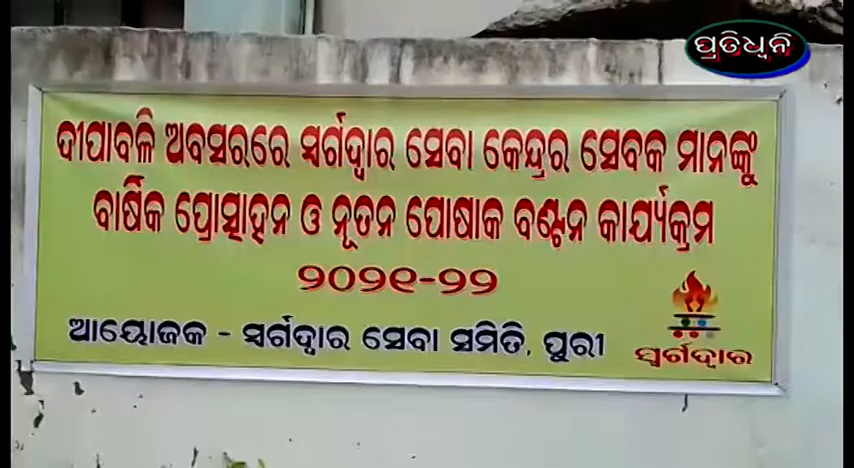 ପ୍ରତିଧ୍ୱନି
ଦୀପାବଳି ଅବସରରେ ସ୍ୱର୍ଗଦ୍ୱାର ସେବା କେନ୍ଦ୍ରର ସେବକ ମାନଙ୍କୁ
ବାର୍ଷିକ ପ୍ରୋତ୍ସାହନ ଓ ନୂତନ ପୋଷାକ ବଣ୍ଟନ କାର୍ଯ୍ୟକ୍ରମ
୨୦୨୧-୨୨
ଆୟୋଜକ - ସ୍ୱର୍ଗଦ୍ୱାର ସେବା ସମିତି, ପୁରୀ
ସ୍ୱର୍ଗଦ୍ୱାର